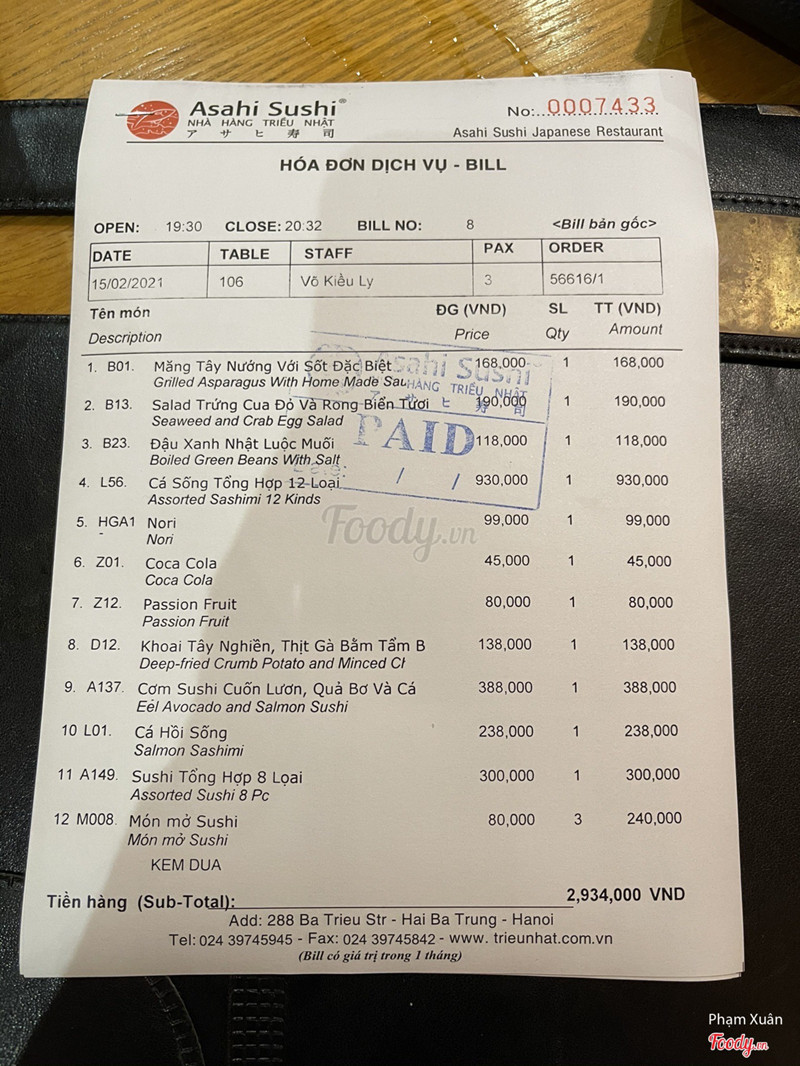 Asahi Sushi®
NHÀ HÀNG TRIỀU NHẬT
アサヒ寿司
No:..0007433
Asahi Sushi Japanese Restaurant
HÓA ĐƠN DỊCH VỤ - BILL
OPEN: 19:30 CLOSE: 20:32 BILL NO: 8 <Bill bản gốc>
DATE TABLE STAFF PAX ORDER
15/02/2021 106 Võ Kiều Ly 3 56616/1
Tên món ĐG (VND) SL TT (VND)
Description Price Qty Amount
1. B01. Măng Tây Nướng Với Sốt Đặc Biệt 168,000 1 168,000
Grilled Asparagus With Home Made Sau
2. B13. Salad Trứng Cua Đỏ Và Rong Biển Tươi 190,000 1 190,000
Seaweed and Crab Egg Salad
3. B23. Đậu Xanh Nhật Luộc Muối 118,000 1 118,000
Boiled Green Beans With Salt
4. L56. Cá Sống Tổng Hợp 12 Loại 930,000 1 930,000
Assorted Sashimi 12 Kinds
Asahi Sushi
HÀNG TRIỀU NHẬT
アサヒ寿司
PAID
/ /
5. HGA1 Nori 99,000 1 99,000
- Nori
Foody.vn
6. Z01. Coca Cola 45,000 1 45,000
Coca Cola
7. Z12. Passion Fruit 80,000 1 80,000
Passion Fruit
8. D12. Khoai Tây Nghiền, Thịt Gà Bằm Tẩm B 138,000 1 138,000
Deep-fried Crumb Potato and Minced Ch
9. A137. Cơm Sushi Cuốn Lươn, Quả Bơ Và Cá 388,000 1 388,000
Eel Avocado and Salmon Sushi
10 L01. Cá Hồi Sống 238,000 1 238,000
Salmon Sashimi
11 A149. Sushi Tổng Hợp 8 Lọai 300,000 1 300,000
Assorted Sushi 8 Pc
12 M008. Món mở Sushi 80,000 3 240,000
Món mở Sushi
KEM DUA
Tiền hàng (Sub-Total): 2,934,000 VND
Add: 288 Ba Trieu Str - Hai Ba Trung - Hanoi
Tel: 024 39745945 - Fax: 024 39745842 - www. trieunhat.com.vn
(Bill có giá trị trong 1 tháng)
Phạm Xuân
Foody.vn